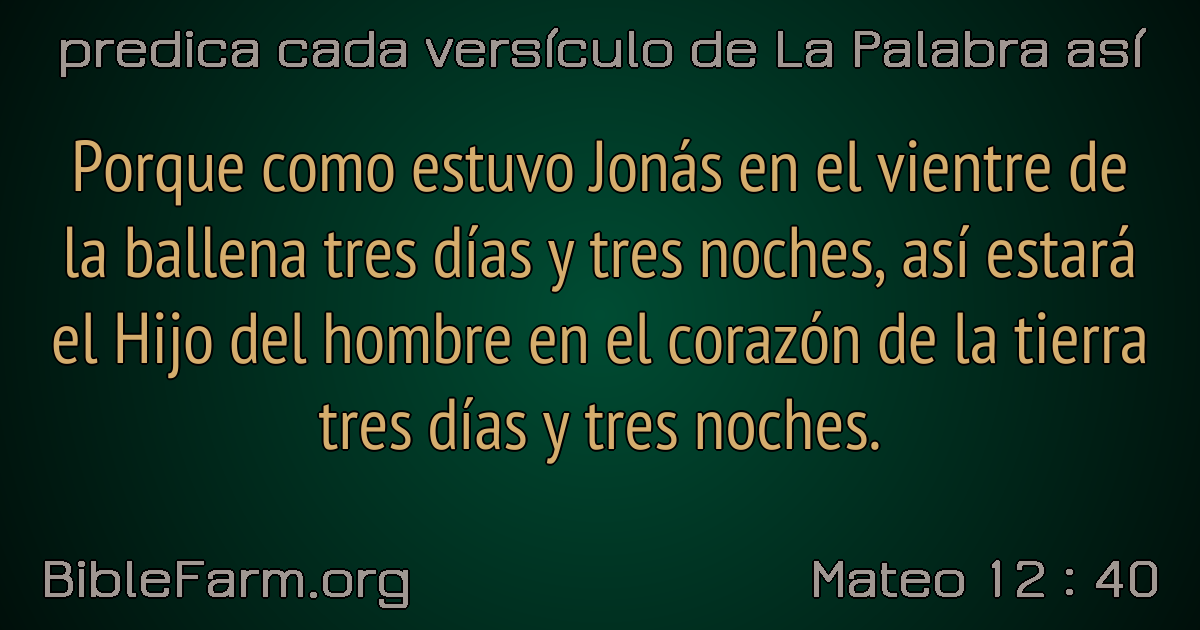 predica cada versículo de La Palabra así
Porque como estuvo Jonás en el vientre de
la ballena tres días y tres noches, así estará
el Hijo del hombre en el corazón de la tierra
tres días y tres noches.
BibleFarm.org
Mateo 12 : 40